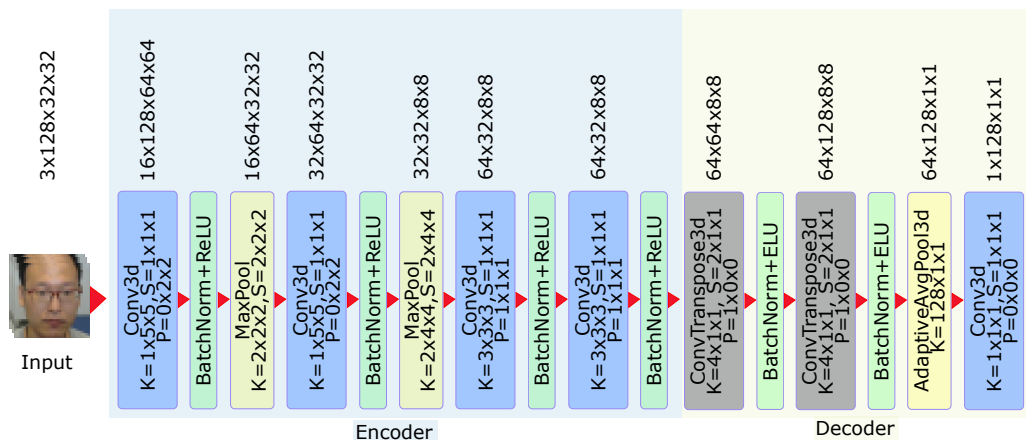 3x128x32x32
16x128x64x64
16x64x32x32
32x64x32x32
32x32x8x8
64x32x8x8
64x32x8x8
64x64x8x8
64x128x8x8
64x128x1x1
1x128x1x1
Input
Conv3d
K=1x5x5, S=1x1x1
P=0x2x2
BatchNorm+ReLU
MaxPool
K=2x2x2,S=2x2x2
Conv3d
K=1x5x5, S=1x1x1
P=0x2x2
BatchNorm+ReLU
MaxPool
K=2x4x4,S=2x4x4
Conv3d
K=3x3x3,S=1x1x1
P=1x1x1
BatchNorm+ReLU
Conv3d
K=3x3x3,S=1x1x1
P=1x1x1
BatchNorm+ReLU
ConvTranspose3d
K=4x1x1, S=2x1x1
P=1x0x0
BatchNorm+ELU
ConvTranspose3d
K=4x1x1, S=2x1x1
P=1x0x0
BatchNorm+ELU
AdaptiveAvgPool3d
K=128x1x1
Conv3d
K=1x1x1,S=1x1x1
P=0x0x0
Encoder
Decoder